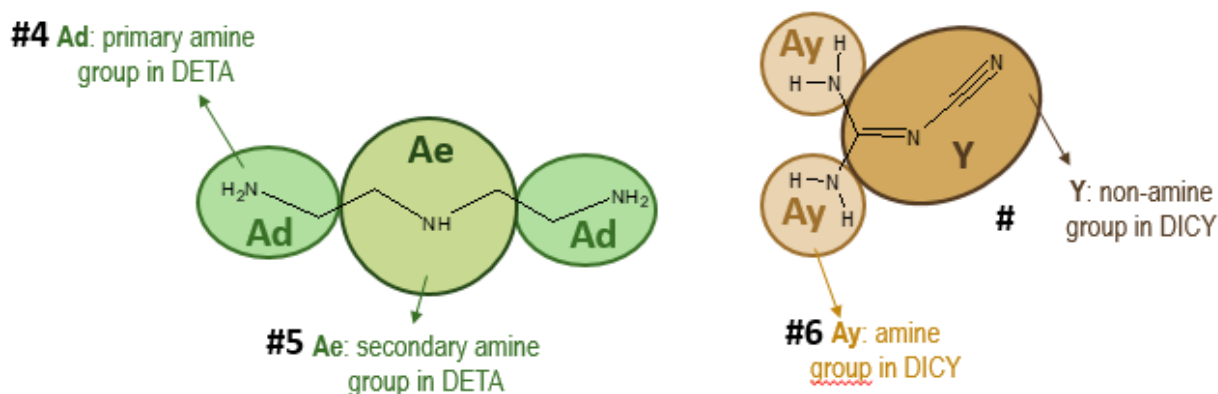 #4 Ad: primary amine
group in DETA
Ae
H₂N
NH
NH₂
Ad
Ad
#5 Ae: secondary amine
group in DETA
Ay
H
H
N
N
N
Y
H
N
H
Ay
Y: non-amine
#
group in DICY
#6 Ay: amine
group in DICY